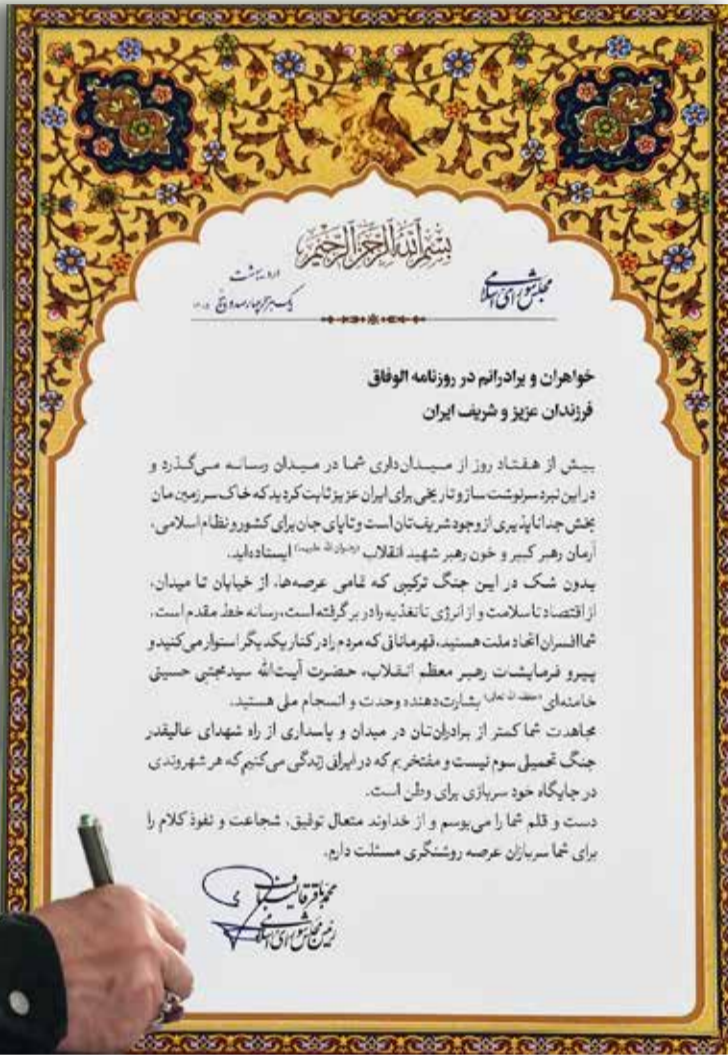 بسم الله الرحمن الرحیم
مجلس شورای اسلامی
اردیبهشت
یک هزار و چهارصد و پنج
خواهران و برادرانم در روزنامه الوفاق
فرزندان عزیز و شریف ایران
بیش از هفتاد روز از میدان‌داری شما در میدان رسانه می‌گذرد و
در این نبرد سرنوشت‌ساز و تاریخی برای ایران عزیز ثابت کردید که خاک سرزمین‌مان
بخش جداناپذیری از وجود شریف‌تان است و تا پای جان برای کشور و نظام اسلامی،
آرمان رهبر کبیر و خون رهبر شهید انقلاب (رضوان الله علیهما) ایستاده‌اید.
بدون شک در این جنگ ترکیبی که تمامی عرصه‌ها، از خیابان تا میدان،
از اقتصاد تا سلامت و از انرژی تا تغذیه را در بر گرفته است، رسانه خط مقدم است.
شما افسران اتحاد ملت هستید، قهرمانانی که مردم را در کنار یکدیگر استوار می‌کنید و
پیرو فرمایشات رهبر معظم انقلاب، حضرت آیت‌الله سیدمجتبی حسینی
خامنه‌ای (حفظه الله تعالی) بشارت‌دهنده وحدت و انسجام ملی هستید.
مجاهدت شما کمتر از برادران‌تان در میدان و پاسداری از راه شهدای عالیقدر
جنگ تحمیلی سوم نیست و مفتخریم که در ایرانی زندگی می‌کنیم که هر شهروندی
در جایگاه خود سربازی برای وطن است.
دست و قلم شما را می‌بوسم و از خداوند متعال توفیق، شجاعت و نفوذ کلام را
برای شما سربازان عرصه روشنگری مسئلت دارم.
محمدباقر قالیباف
رئیس مجلس شورای اسلامی